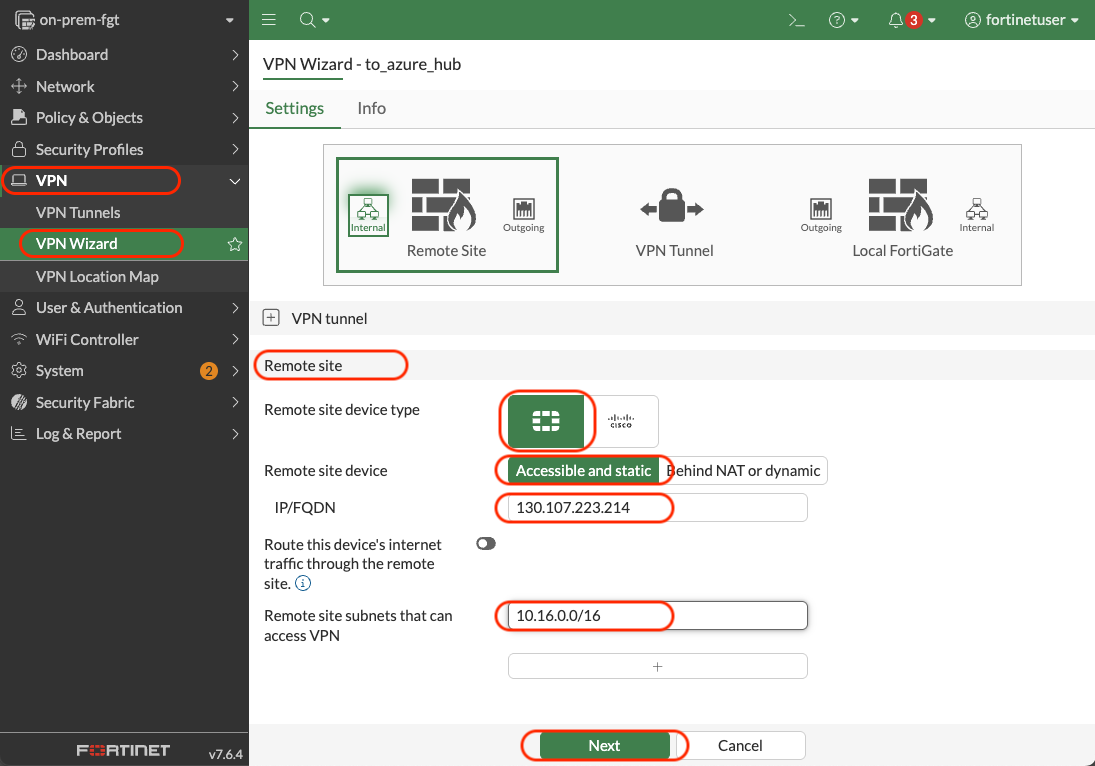 on-prem-fgt
3
fortinetuser
Dashboard
Network
Policy & Objects
Security Profiles
VPN
VPN Tunnels
VPN Wizard
VPN Location Map
User & Authentication
WiFi Controller
System
2
Security Fabric
Log & Report
FORTINET
v7.6.4
VPN Wizard - to_azure_hub
Settings
Info
Internal
Outgoing
Remote Site
VPN Tunnel
Outgoing
Internal
Local FortiGate
VPN tunnel
Remote site
Remote site device type
CISCO
Remote site device
Accessible and static
Behind NAT or dynamic
IP/FQDN
130.107.223.214
Route this device's internet
traffic through the remote
site.
Remote site subnets that can
access VPN
10.16.0.0/16
+
Next
Cancel